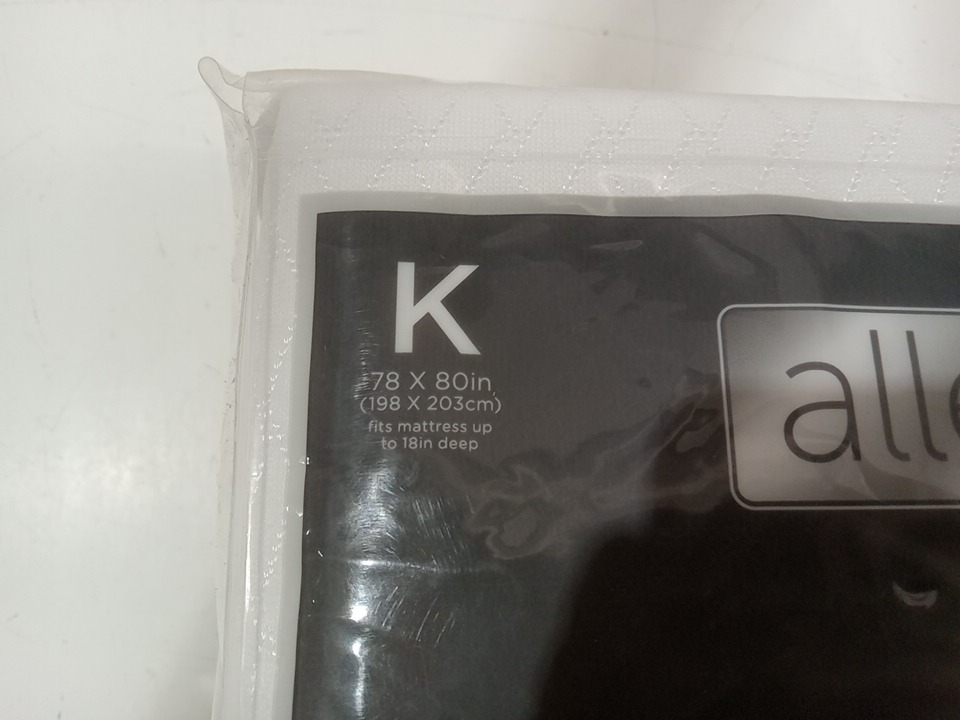 K
78 X 80in
(198 X 203cm)
fits mattress up
to 18in deep
all